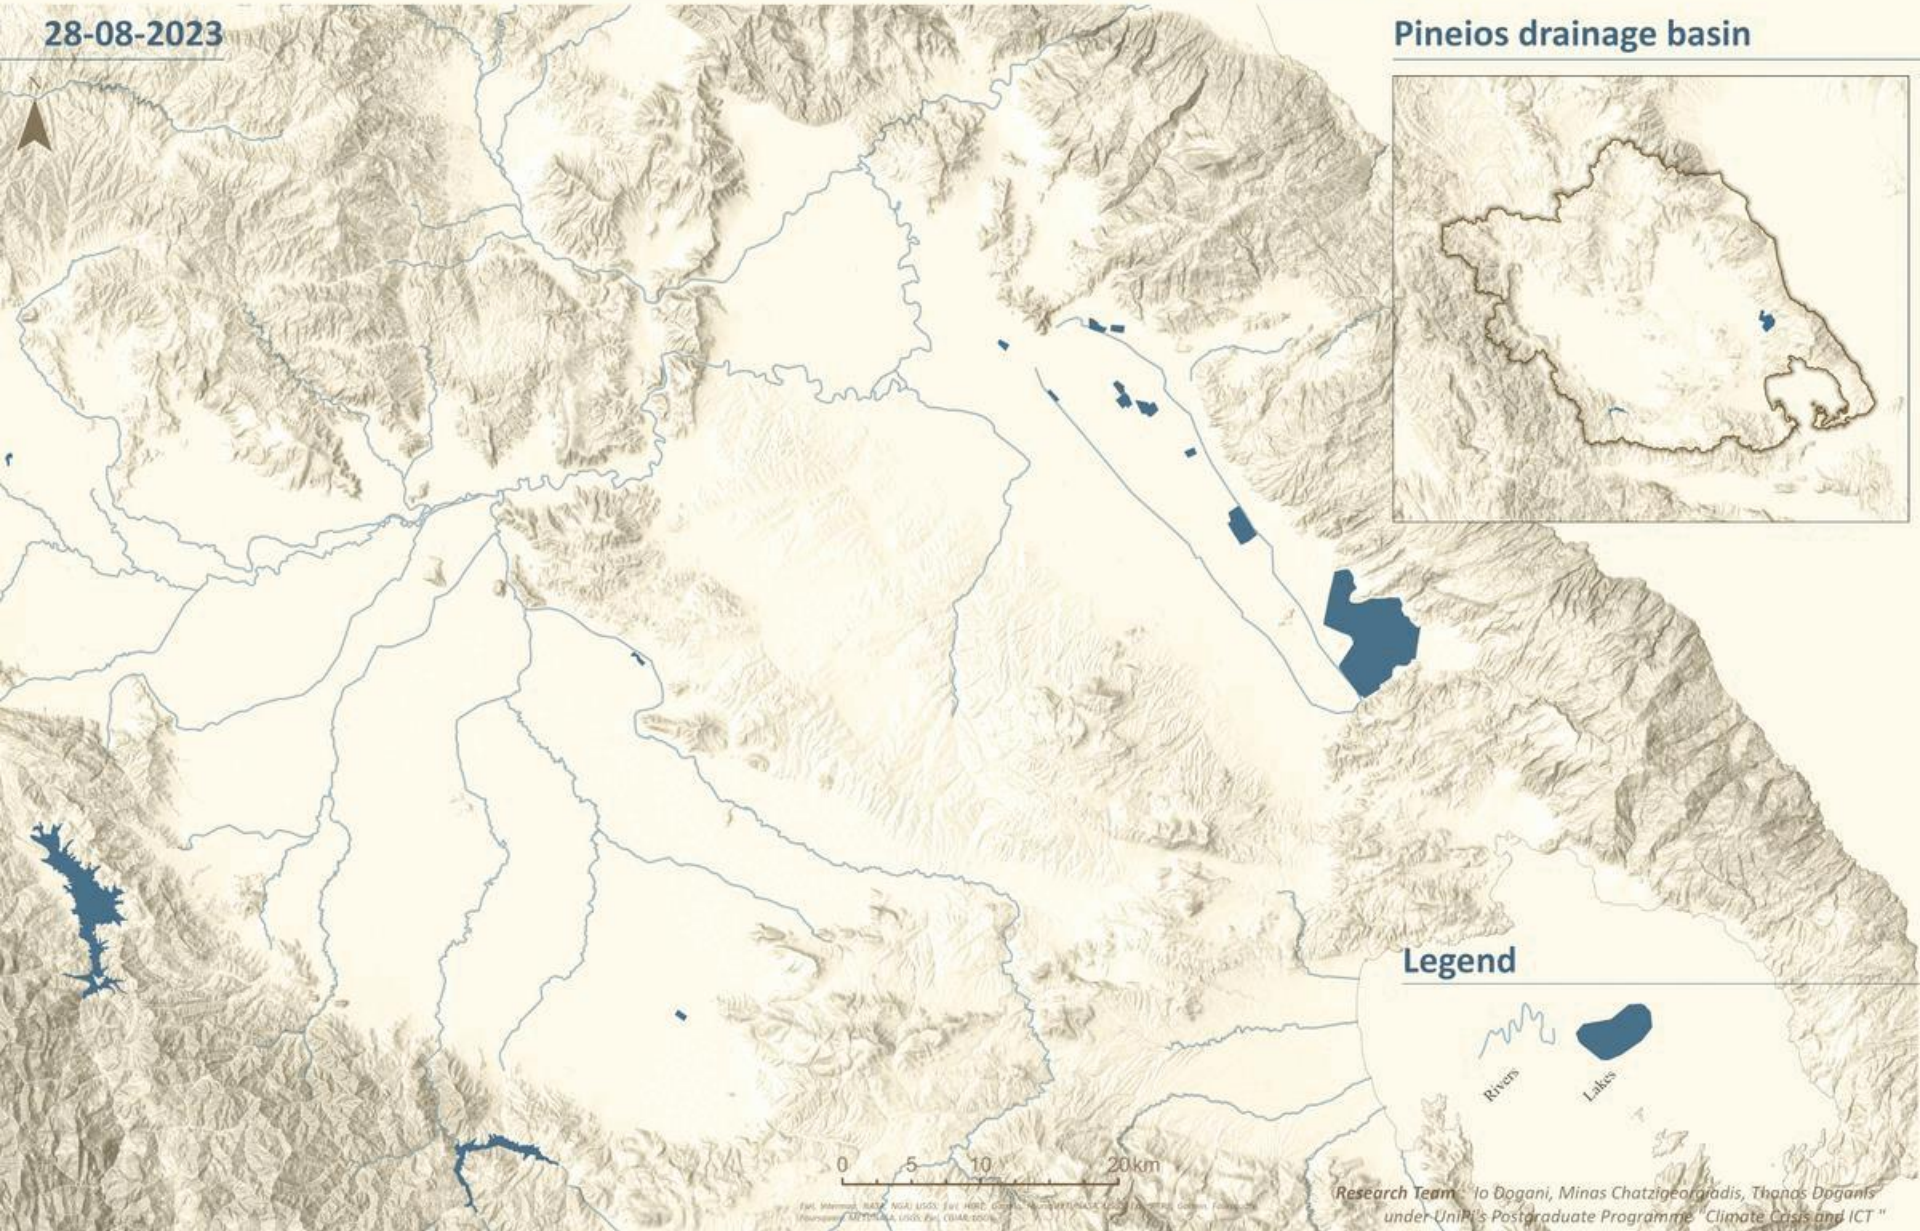 28-08-2023
Pineios drainage basin
N
Legend
Rivers
Lakes
0 5 10 20km
Research Team : Io Dogani, Minas Chatzigeorgiadis, Thanos Doganis
under UniPi's Postgraduate Programme "Climate Crisis and ICT "